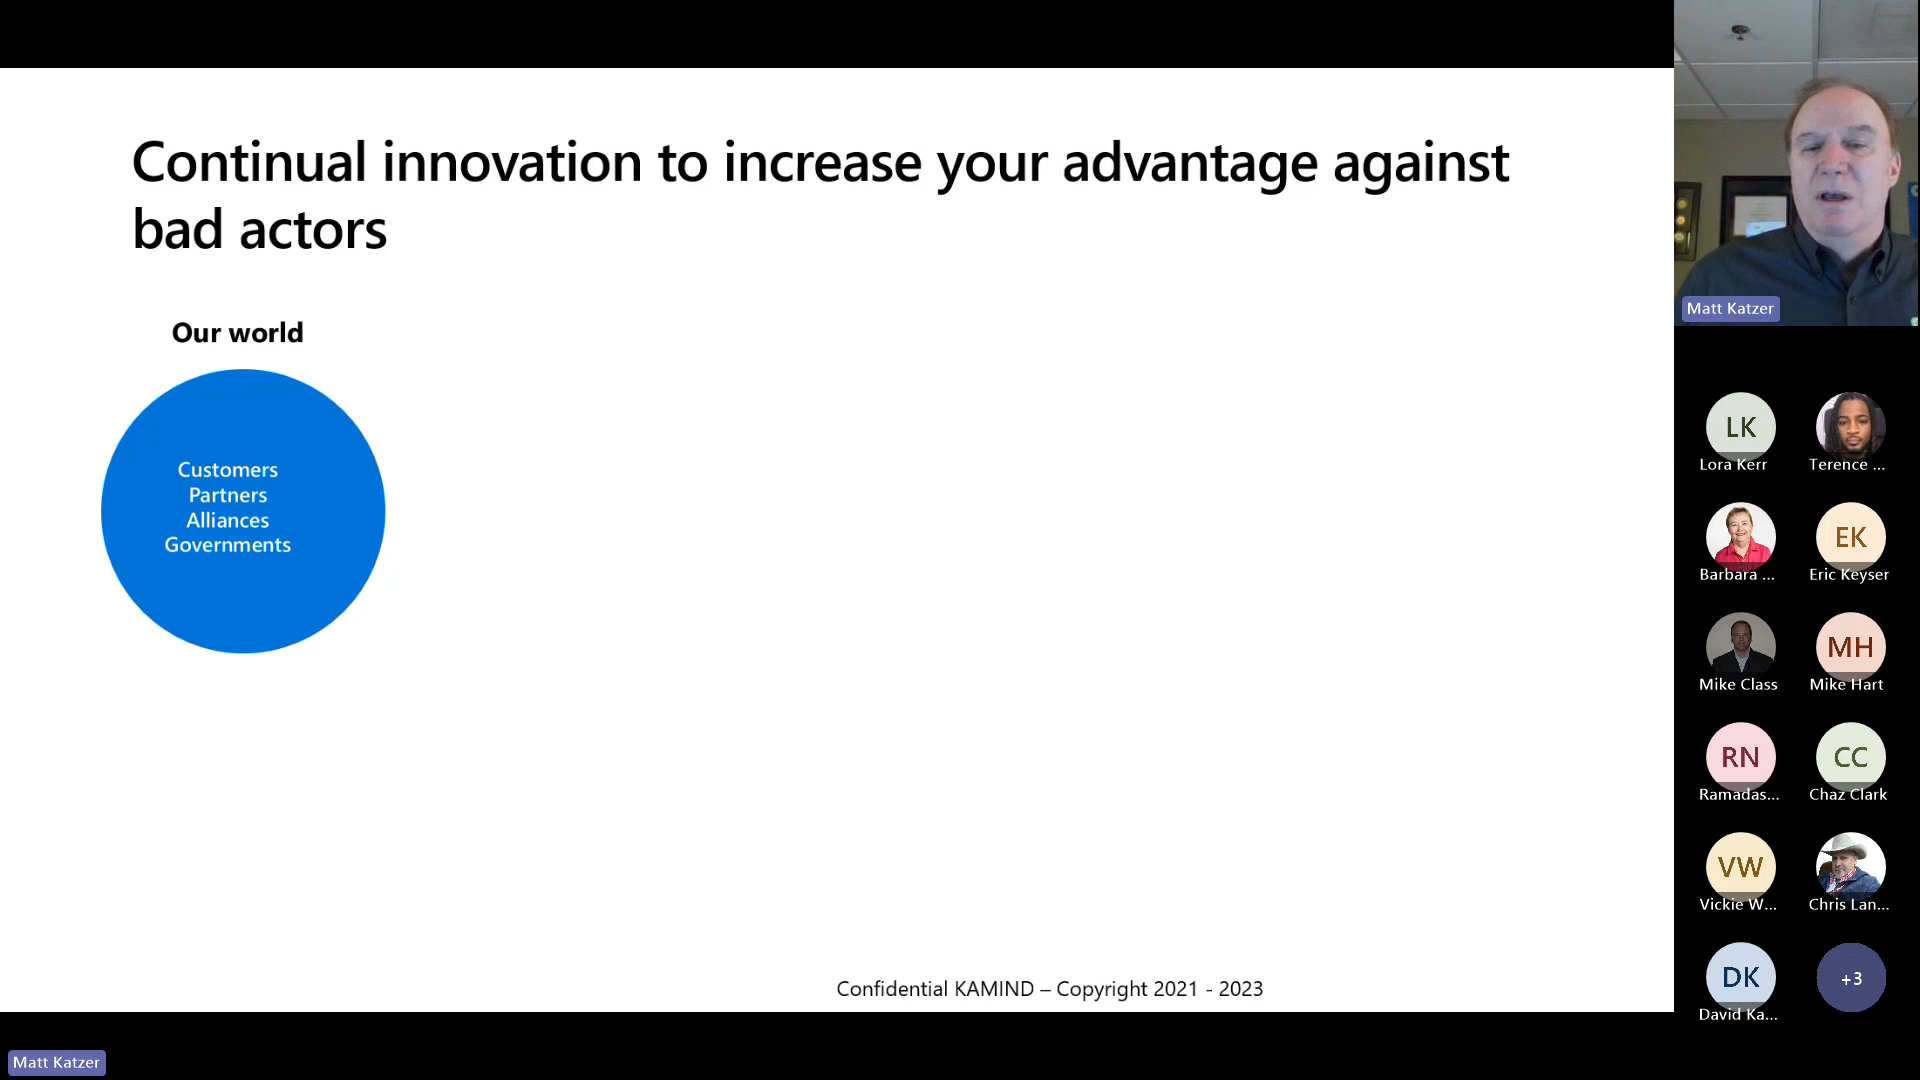 Continual innovation to increase your advantage against
bad actors
Our world
Customers
Partners
Alliances
Governments
Confidential KAMIND – Copyright 2021 - 2023
Matt Katzer
LK
Lora Kerr
Terence ...
Barbara ...
EK
Eric Keyser
Mike Class
MH
Mike Hart
RN
Ramadas...
CC
Chaz Clark
VW
Vickie W...
Chris Lan...
DK
David Ka...
+3
Matt Katzer